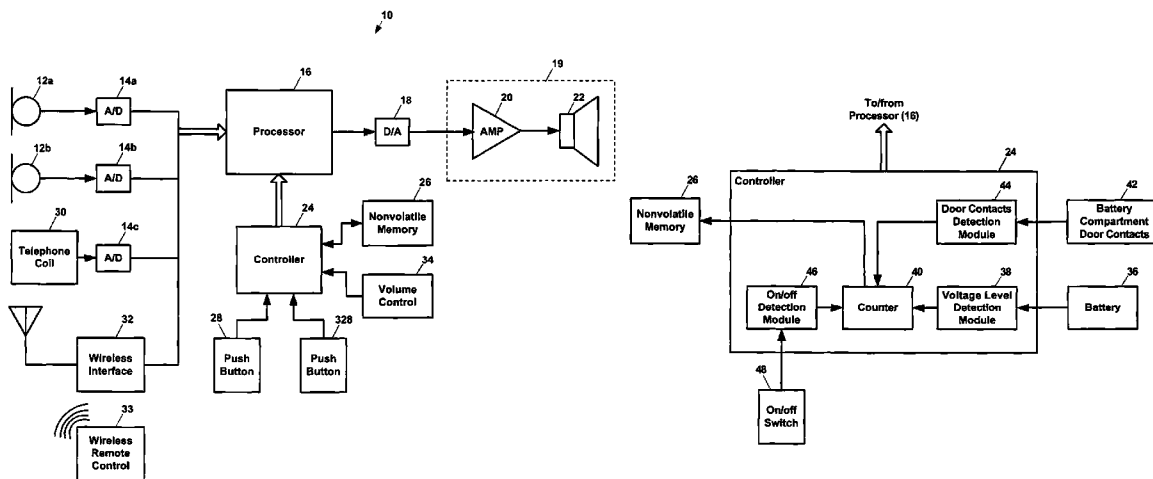 10
12a
14a
A/D
16
Processor
18
D/A
19
20
AMP
22
12b
14b
A/D
30
Telephone
Coil
14c
A/D
24
Controller
26
Nonvolatile
Memory
34
Volume
Control
28
Push
Button
328
Push
Button
32
Wireless
Interface
33
Wireless
Remote
Control
To/from
Processor (16)
24
Controller
26
Nonvolatile
Memory
44
Door Contacts
Detection
Module
42
Battery
Compartment
Door Contacts
46
On/off
Detection
Module
40
Counter
38
Voltage Level
Detection
Module
36
Battery
48
On/off
Switch